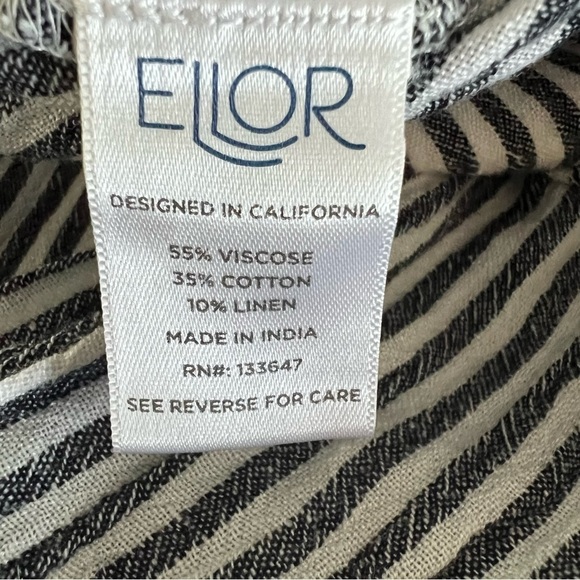 ELLOR
DESIGNED IN CALIFORNIA
55% VISCOSE
35% COTTON
10% LINEN
MADE IN INDIA
RN#: 133647
SEE REVERSE FOR CARE